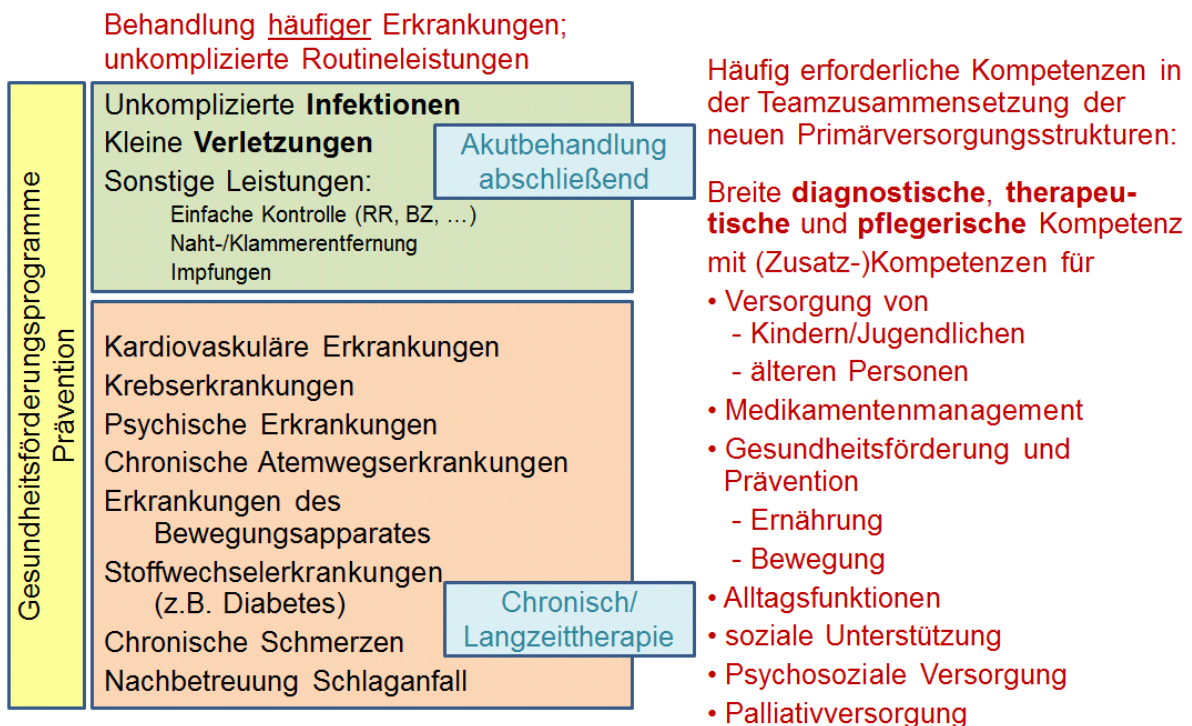 Behandlung häufiger Erkrankungen;
unkomplizierte Routineleistungen
Gesundheitsförderungsprogramme
Prävention
Unkomplizierte Infektionen
Kleine Verletzungen
Sonstige Leistungen:
Einfache Kontrolle (RR, BZ, …)
Naht-/Klammerentfernung
Impfungen
Akutbehandlung
abschließend
Kardiovaskuläre Erkrankungen
Krebserkrankungen
Psychische Erkrankungen
Chronische Atemwegserkrankungen
Erkrankungen des
Bewegungsapparates
Stoffwechselerkrankungen
(z.B. Diabetes)
Chronische Schmerzen
Nachbetreuung Schlaganfall
Chronisch/
Langzeittherapie
Häufig erforderliche Kompetenzen in
der Teamzusammensetzung der
neuen Primärversorgungsstrukturen:
Breite diagnostische, therapeu-
tische und pflegerische Kompetenz
mit (Zusatz-)Kompetenzen für
• Versorgung von
- Kindern/Jugendlichen
- älteren Personen
• Medikamentenmanagement
• Gesundheitsförderung und
Prävention
- Ernährung
- Bewegung
• Alltagsfunktionen
• soziale Unterstützung
• Psychosoziale Versorgung
• Palliativversorgung